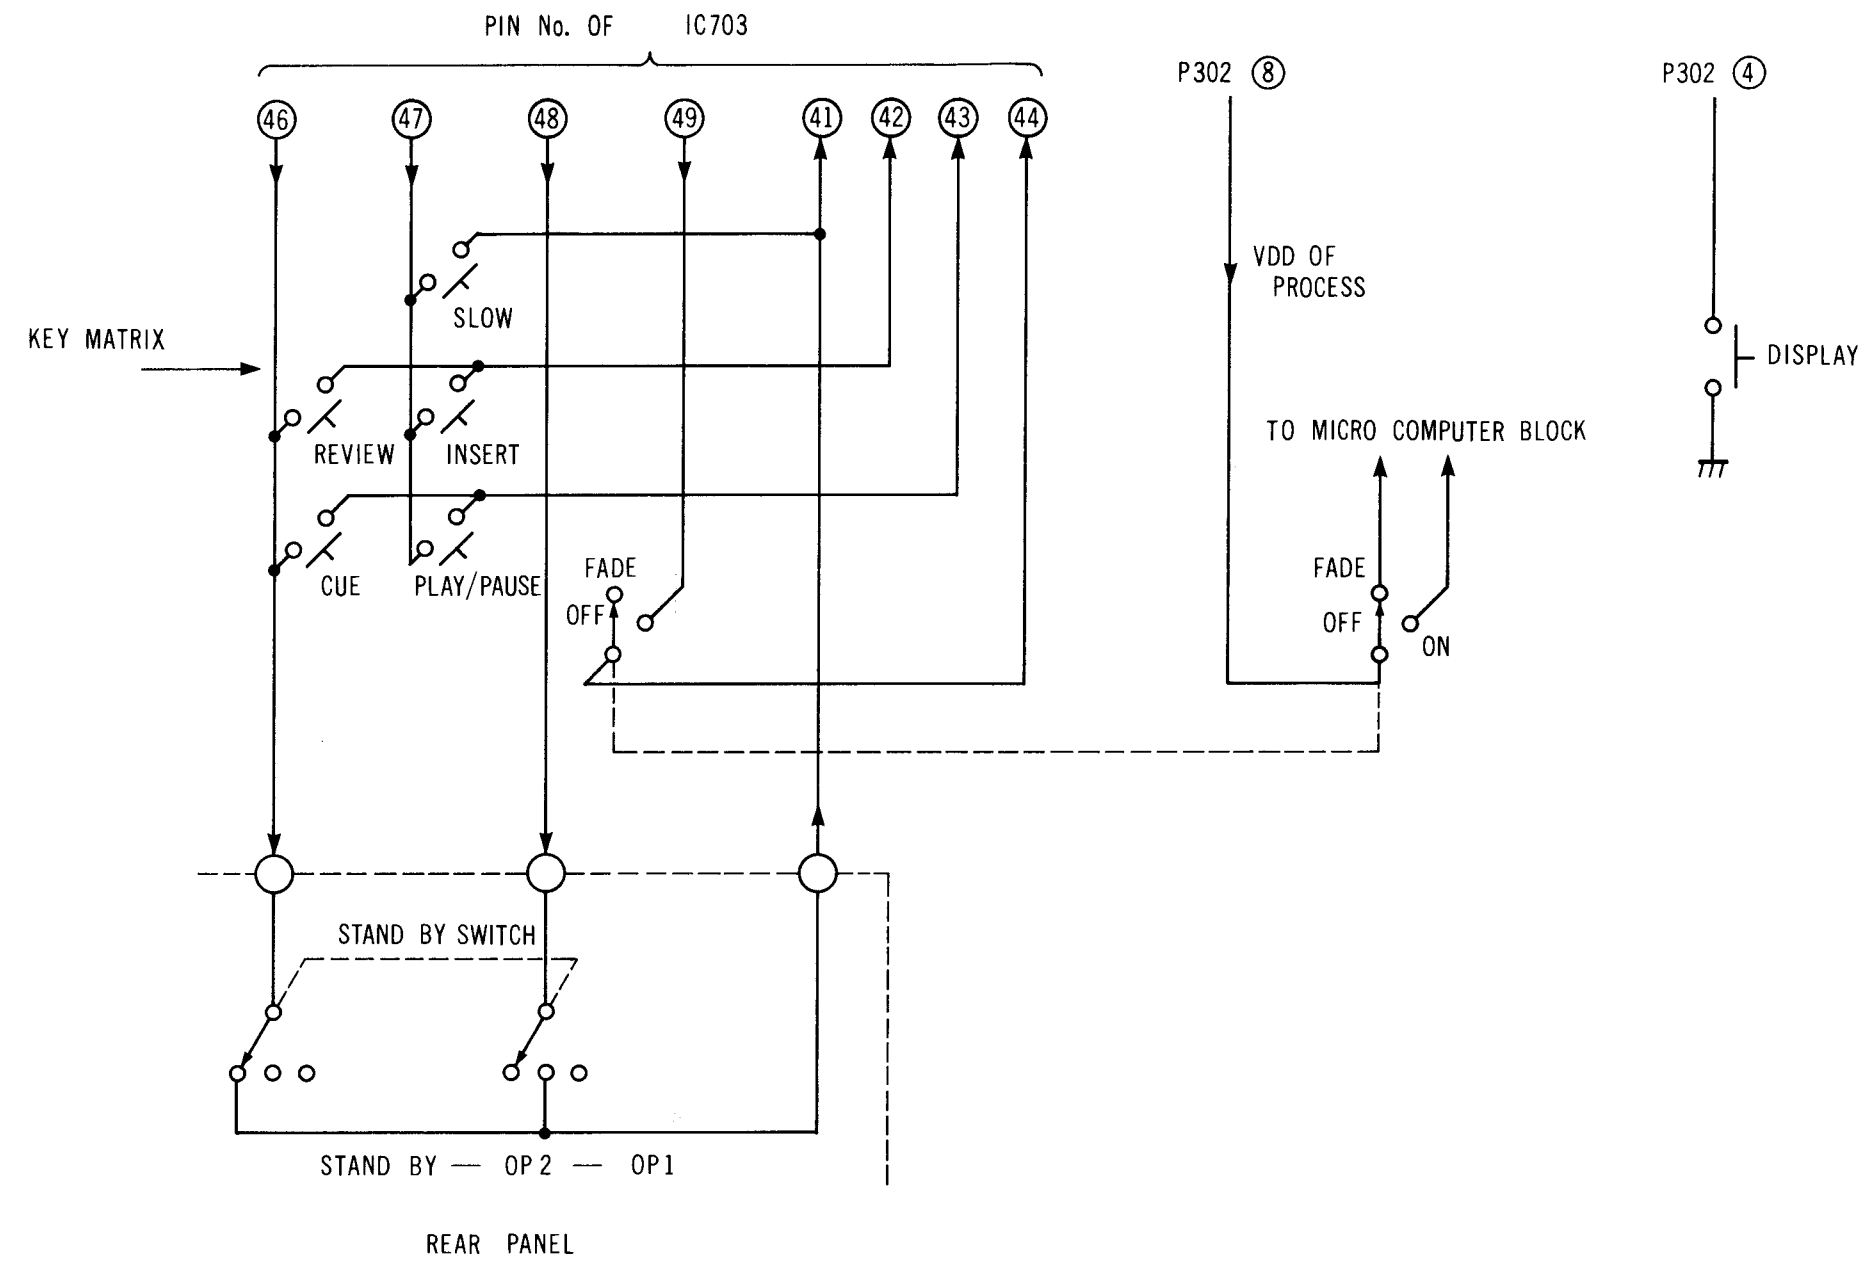 PIN No. OF IC703
P302 8
P302 4
46 47 48 49 41 42 43 44
VDD OF
PROCESS
SLOW
KEY MATRIX
DISPLAY
TO MICRO COMPUTER BLOCK
REVIEW INSERT
FADE
OFF
CUE PLAY/PAUSE
FADE
OFF
ON
STAND BY SWITCH
STAND BY — OP2 — OP1
REAR PANEL